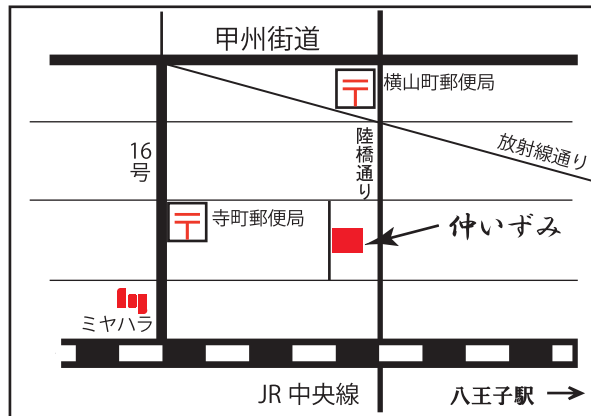 甲州街道
横山町郵便局
陸橋通り
放射線通り
16号
寺町郵便局
仲いずみ
ミヤハラ
JR 中央線
八王子駅